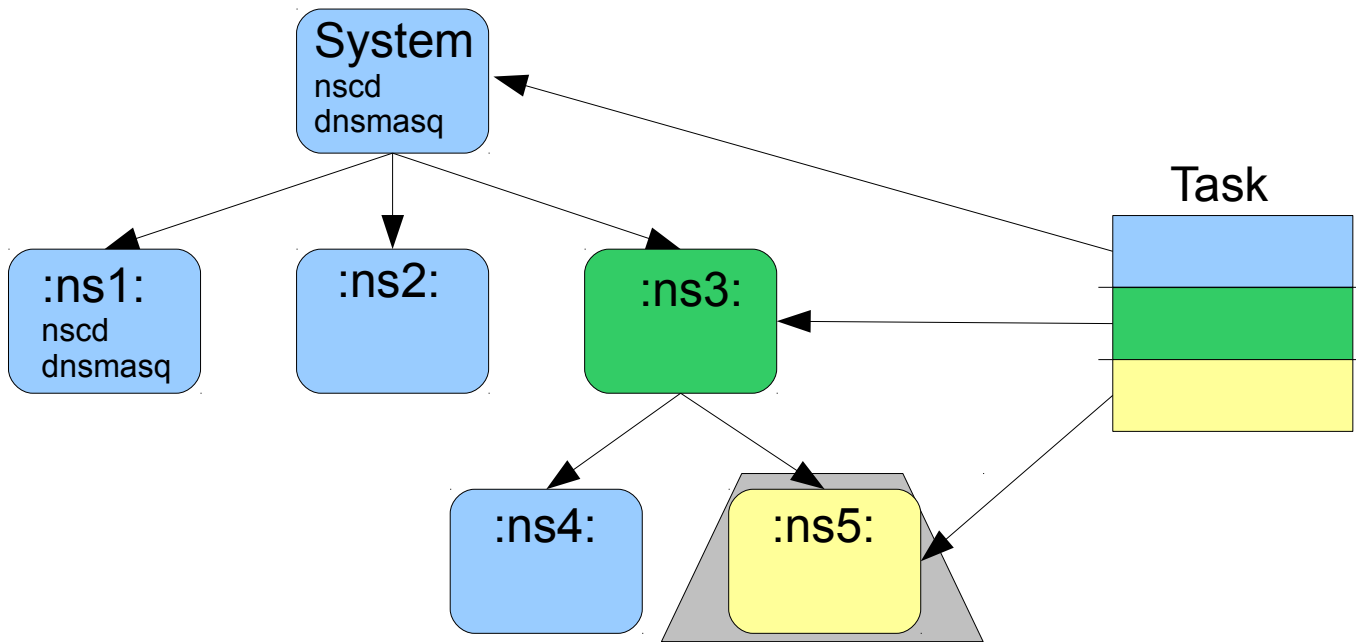 System
nscd
dnsmasq
Task
:ns1:
nscd
dnsmasq
:ns2:
:ns3:
:ns4:
:ns5: